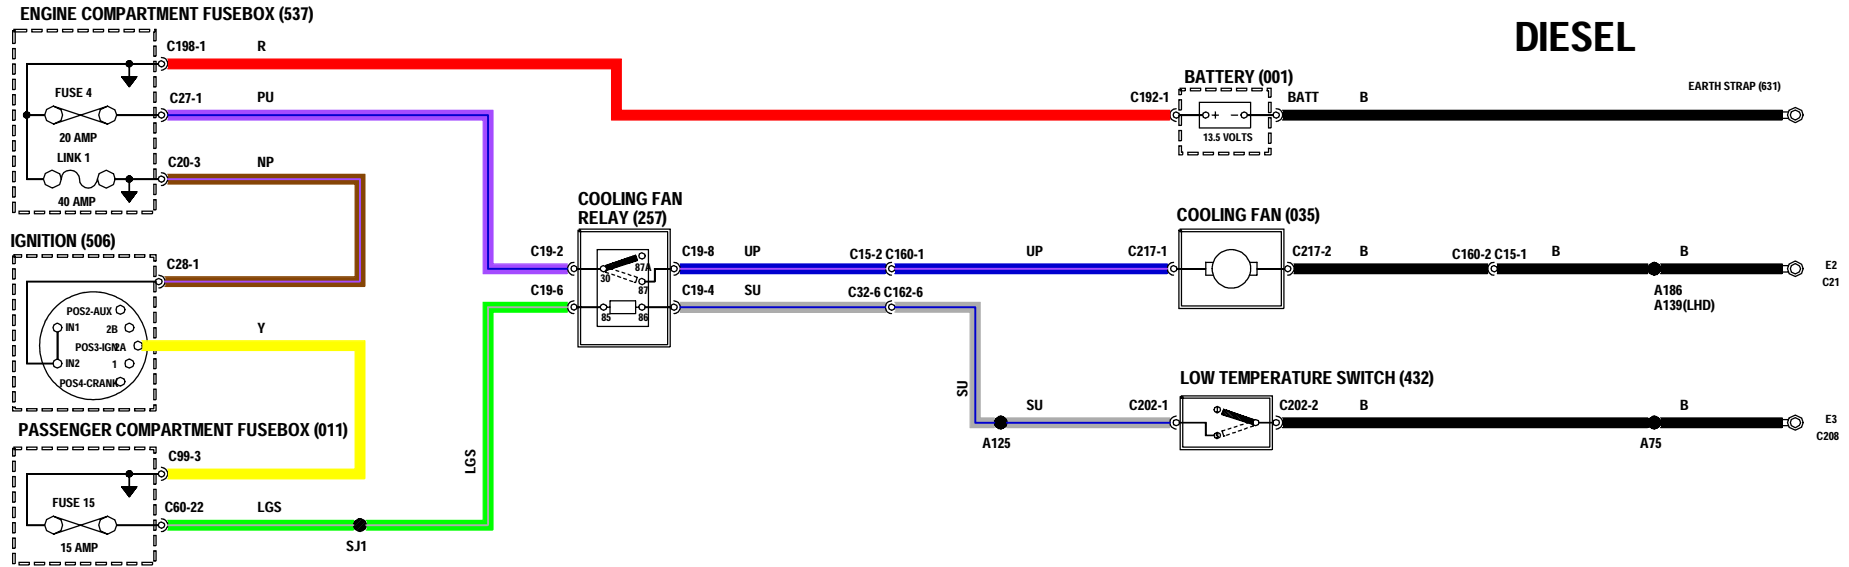 ENGINE COMPARTMENT FUSEBOX (537)
DIESEL
C198-1 R
FUSE 4
C27-1 PU
20 AMP
LINK 1
C20-3 NP
40 AMP
BATTERY (001)
C192-1
BATT B
+ -
13.5 VOLTS
EARTH STRAP (631)
IGNITION (506)
C28-1
POS2-AUX
IN1
2B
POS3-IGN
2A
IN2
1
POS4-CRANK
Y
COOLING FAN
RELAY (257)
C19-2
87A
30
87
C19-6
85 86
C19-8 UP C15-2 C160-1 UP C217-1
COOLING FAN (035)
C217-2 B C160-2 C15-1 B B
E2
C21
A186
A139(LHD)
C19-4 SU C32-6 C162-6
SU
LOW TEMPERATURE SWITCH (432)
SU C202-1
C202-2 B B
E3
C208
A125
A75
PASSENGER COMPARTMENT FUSEBOX (011)
C99-3
LGS
FUSE 15
C60-22 LGS
15 AMP
SJ1